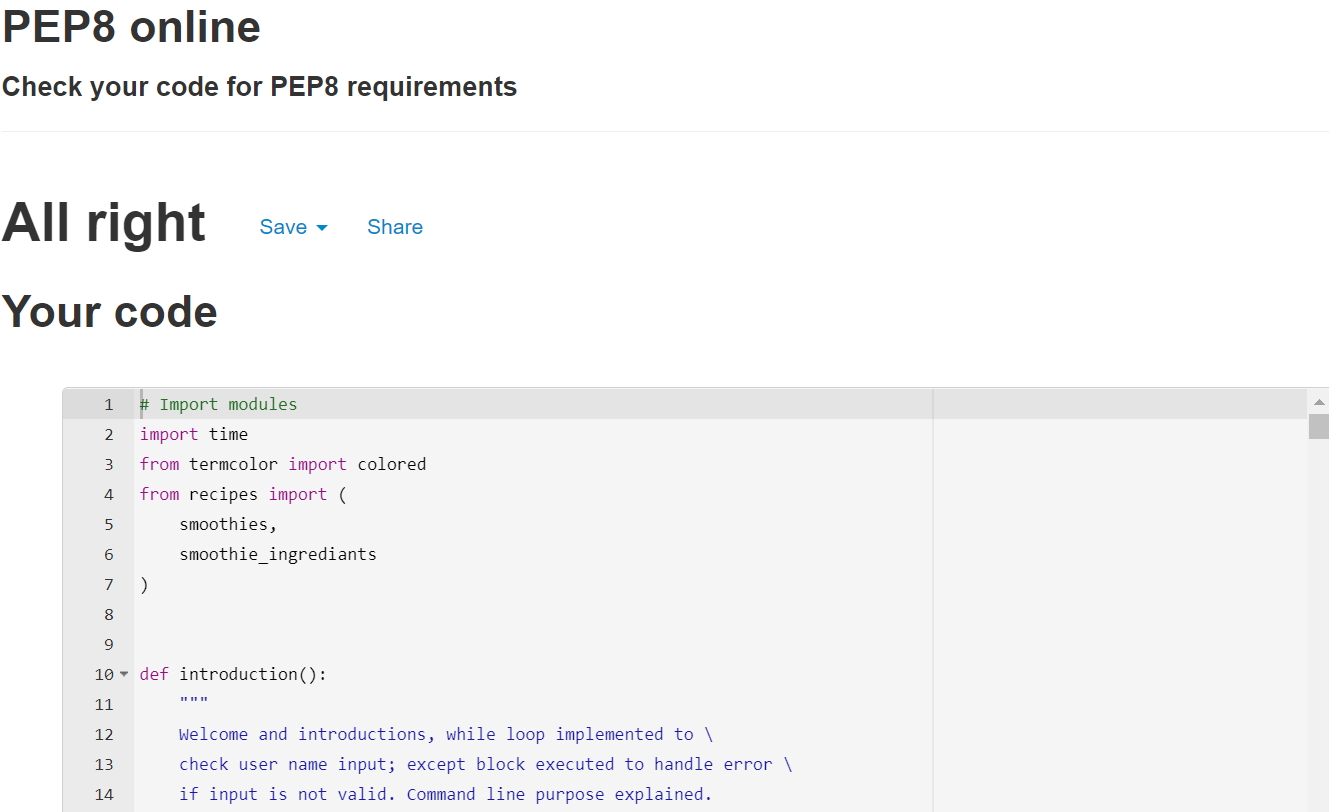 PEP8 online
Check your code for PEP8 requirements
All right Save Share
Your code
1 # Import modules
2 import time
3 from termcolor import colored
4 from recipes import (
5 smoothies,
6 smoothie_ingrediants
7 )
8
9
10 def introduction():
11 """
12 Welcome and introductions, while loop implemented to \
13 check user name input; except block executed to handle error \
14 if input is not valid. Command line purpose explained.